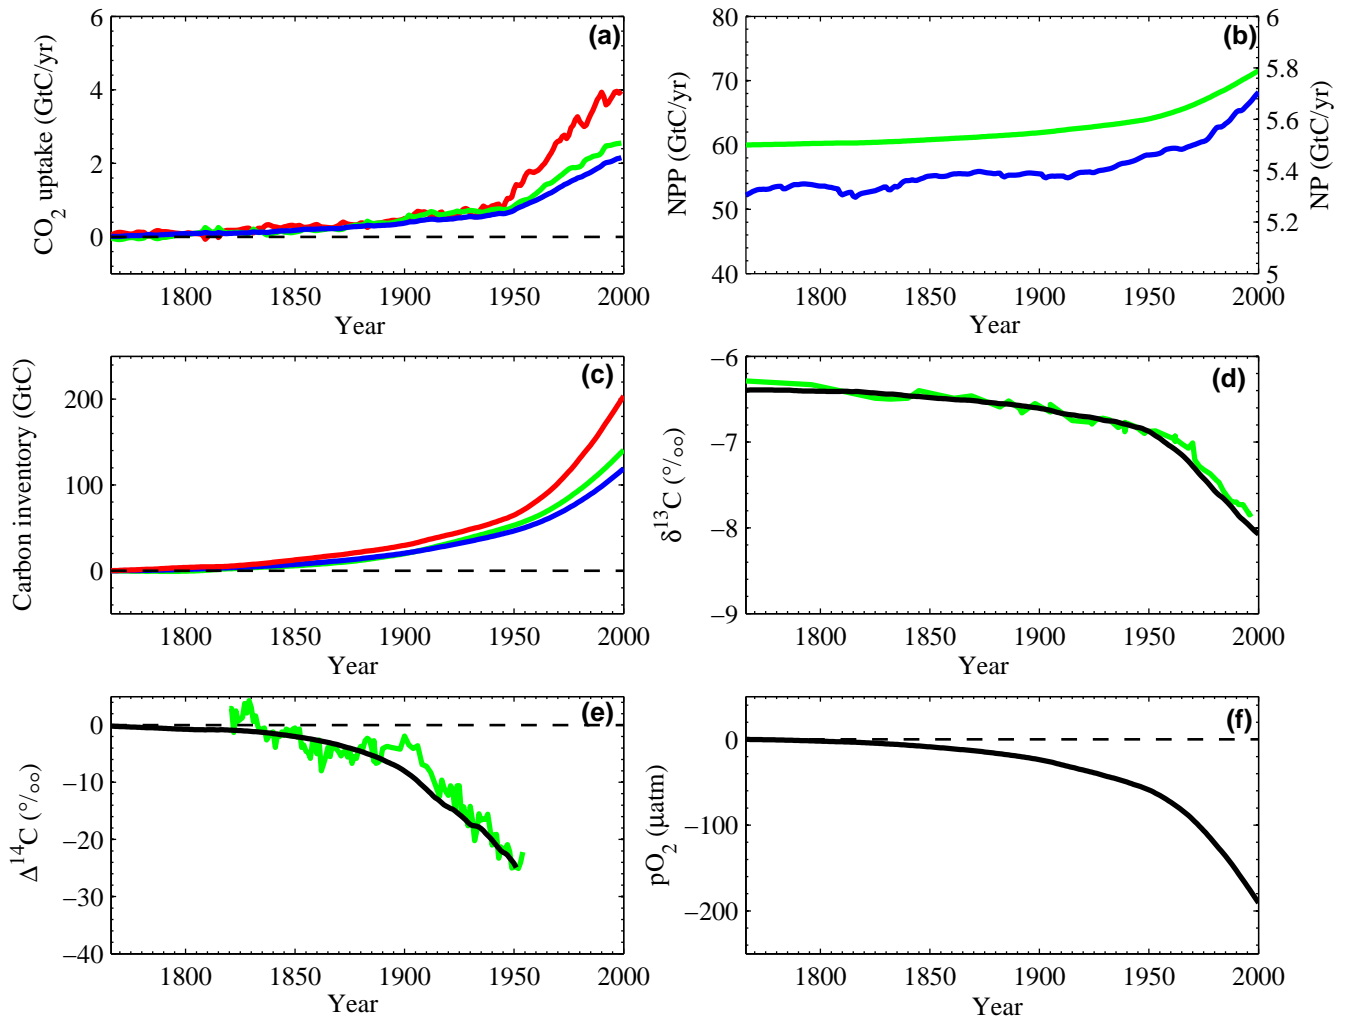 (a)
CO2 uptake (GtC/yr)
6
4
2
0
1800 1850 1900 1950 2000
Year
(b)
NPP (GtC/yr)
80
70
60
50
40
6
5.8
5.6
5.4
5.2
5
NP (GtC/yr)
1800 1850 1900 1950 2000
Year
(c)
Carbon inventory (GtC)
200
100
0
1800 1850 1900 1950 2000
Year
(d)
δ13C (°/oo)
−6
−7
−8
−9
1800 1850 1900 1950 2000
Year
(e)
Δ14C (°/oo)
0
−10
−20
−30
−40
1800 1850 1900 1950 2000
Year
(f)
pO2 (µatm)
0
−100
−200
1800 1850 1900 1950 2000
Year